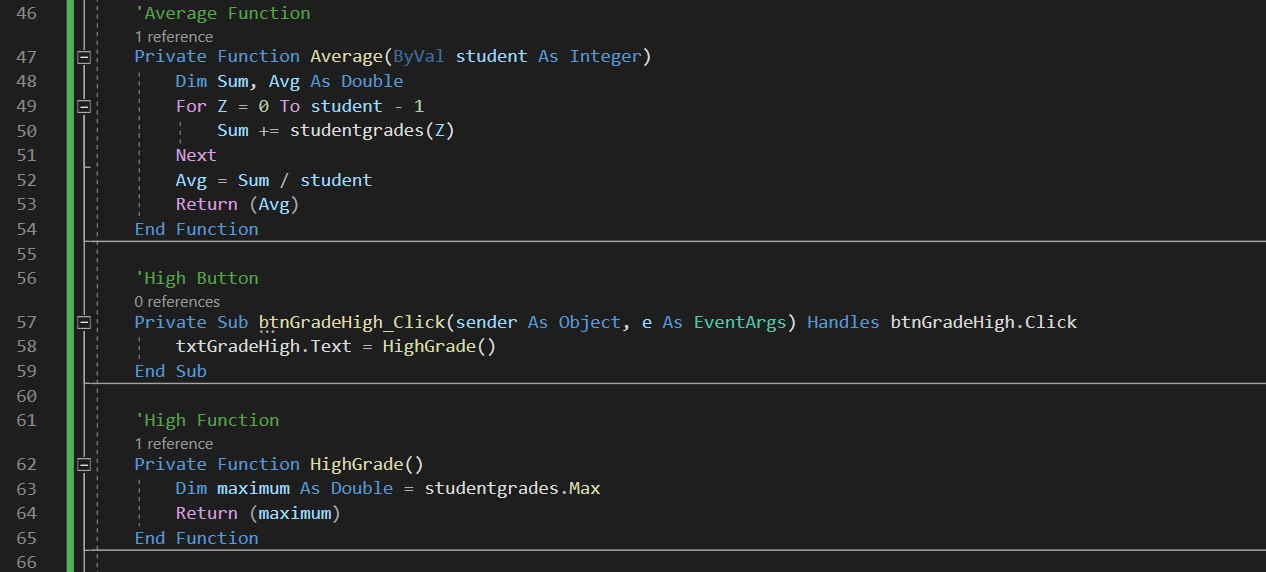 46 'Average Function
1 reference
47 Private Function Average(ByVal student As Integer)
48 Dim Sum, Avg As Double
49 For Z = 0 To student - 1
50 Sum += studentgrades(Z)
51 Next
52 Avg = Sum / student
53 Return (Avg)
54 End Function
55
56 'High Button
0 references
57 Private Sub btnGradeHigh_Click(sender As Object, e As EventArgs) Handles btnGradeHigh.Click
58 txtGradeHigh.Text = HighGrade()
59 End Sub
60
61 'High Function
1 reference
62 Private Function HighGrade()
63 Dim maximum As Double = studentgrades.Max
64 Return (maximum)
65 End Function
66